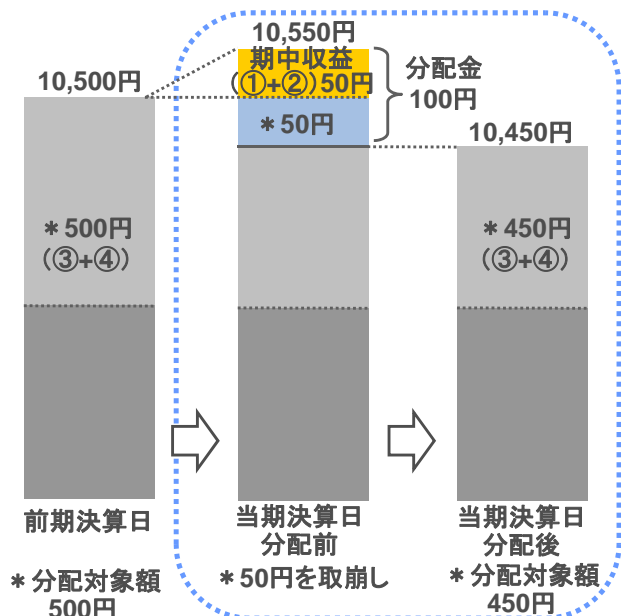 10,550円
期中収益
（①+②）50円
分配金
100円
10,500円
＊50円
10,450円
＊500円
（③+④）
＊450円
（③+④）
前期決算日
当期決算日
分配前
当期決算日
分配後
＊分配対象額
500円
＊50円を取崩し
＊分配対象額
450円